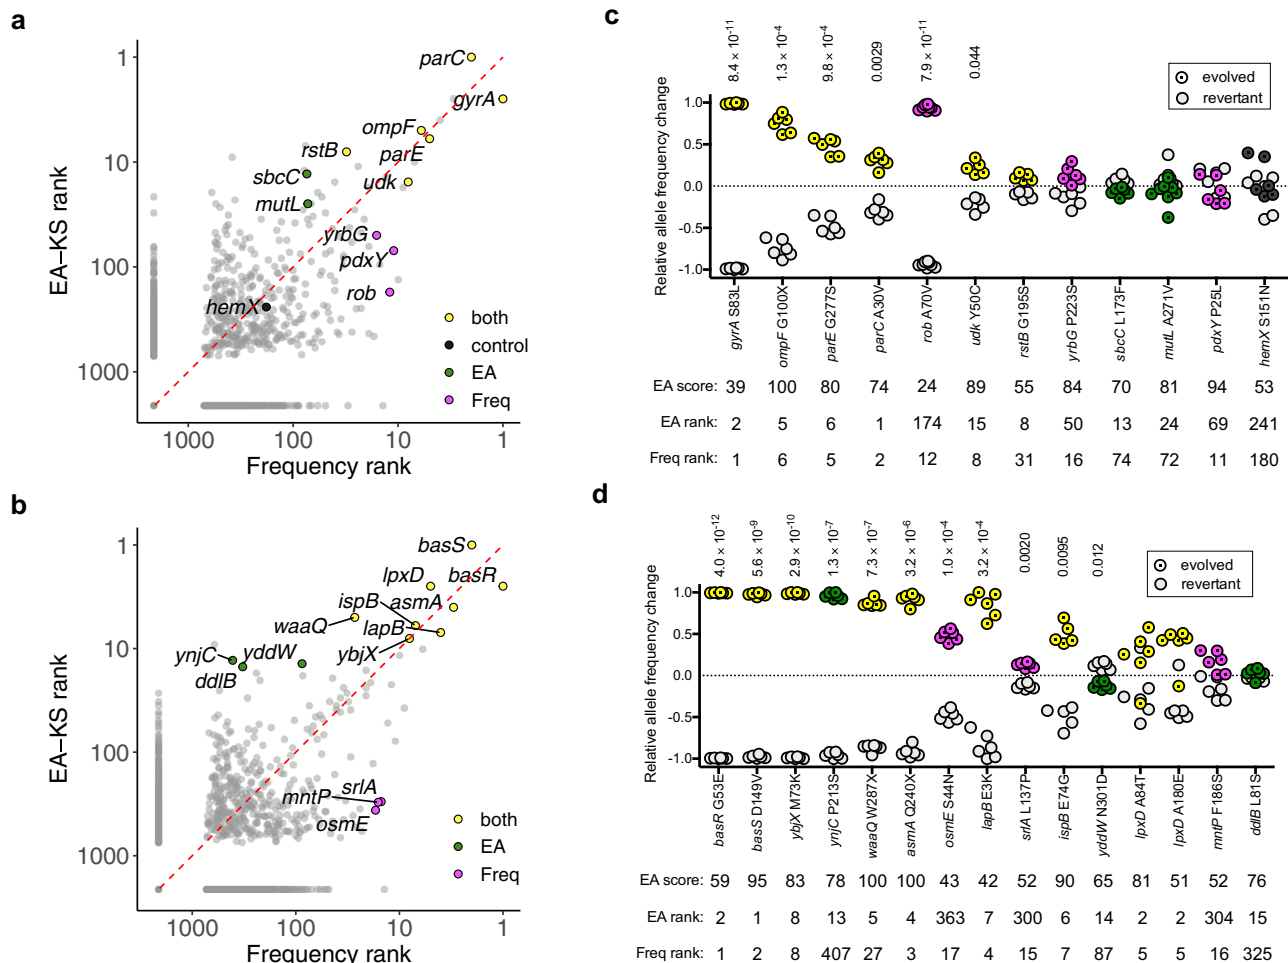 a
EA−KS rank
1
10
100
1000
parC
gyrA
ompF
parE
rstB
udk
sbcC
mutL
yrbG
pdxY
rob
hemX
both
control
EA
Freq
1000 100 10 1
Frequency rank
b
EA−KS rank
1
10
100
1000
basS
lpxD basR
ispB asmA
waaQ lapB
ybjX
ynjC yddW
ddlB
srlA
mntP
osmE
both
EA
Freq
1000 100 10 1
Frequency rank
c
8.4 × 10⁻¹¹ 1.3 × 10⁻⁴ 9.8 × 10⁻⁴ 0.0029 7.9 × 10⁻¹¹ 0.044
evolved
revertant
Relative allele frequency change
1.0
0.5
0.0
-0.5
-1.0
gyrA S83L ompF G100X parE G277S parC A30V rob A70V udk Y500 rstB G195S yrbG P223S sbcC L173F mutL A271V pdxY P25L hemX S151N
EA score: 39 100 80 74 24 89 55 84 70 81 94 53
EA rank: 2 5 6 1 174 15 8 50 13 24 69 241
Freq rank: 1 6 5 2 12 8 31 16 74 72 11 180
d
4.0 × 10⁻¹² 5.6 × 10⁻⁹ 2.9 × 10⁻¹⁰ 1.3 × 10⁻⁷ 7.3 × 10⁻⁷ 3.2 × 10⁻⁶ 1.0 × 10⁻⁴ 3.2 × 10⁻⁴ 0.0020 0.0095 0.012
evolved
revertant
Relative allele frequency change
1.0
0.5
0.0
-0.5
-1.0
basR G53E basS D149V ybjX M73K ynjC P213S waaQ W287X asmA Q240X osmE S44N lapB E3K srlA L137P ispB E74G yddW N301D lpxD A84T lpxD A180E mntP F186S ddlB L81S
EA score: 59 95 83 78 100 100 43 42 52 90 65 81 51 52 76
EA rank: 2 1 8 13 5 4 363 7 300 6 14 2 2 304 15
Freq rank: 1 2 8 407 27 3 17 4 15 7 87 5 5 16 325